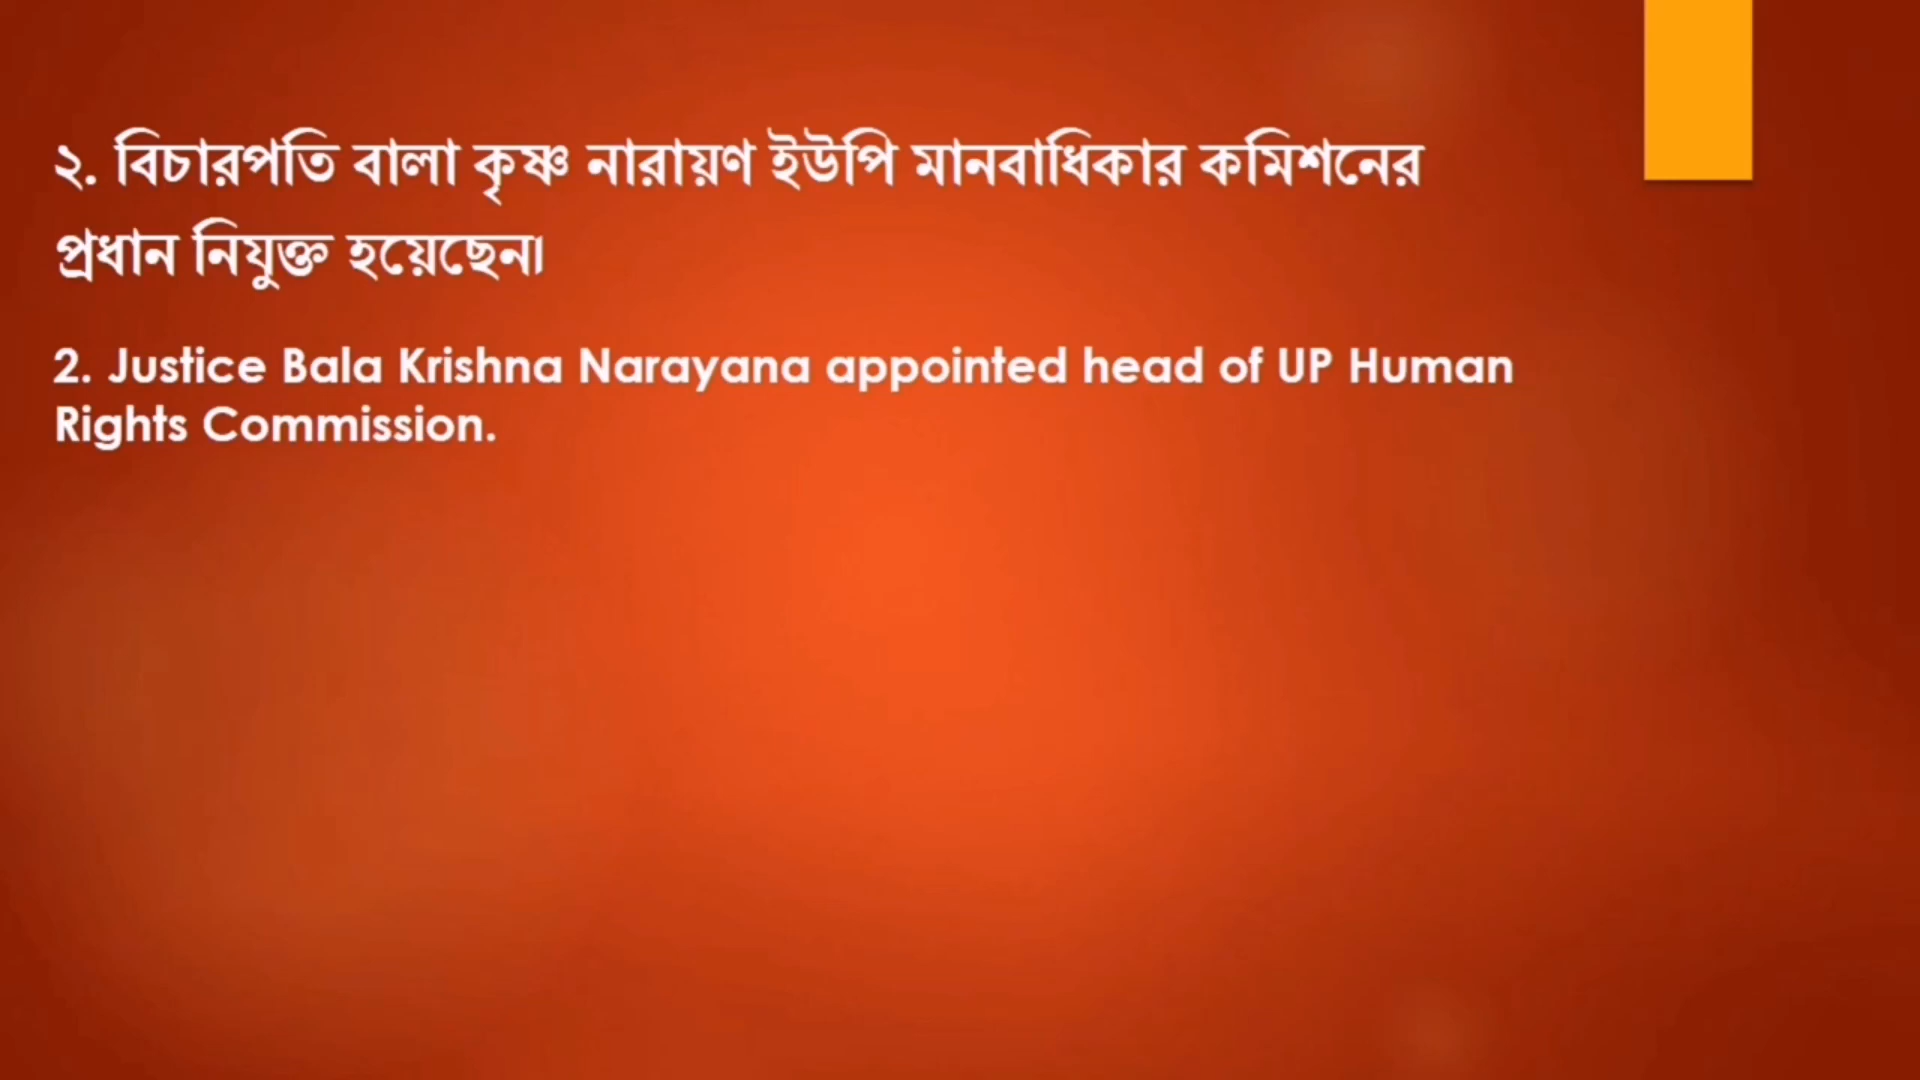 ২. বিচারপতি বালা কৃষ্ণ নারায়ণ ইউপি মানবাধিকার কমিশনের
প্রধান নিযুক্ত হয়েছেন৷
2. Justice Bala Krishna Narayana appointed head of UP Human
Rights Commission.